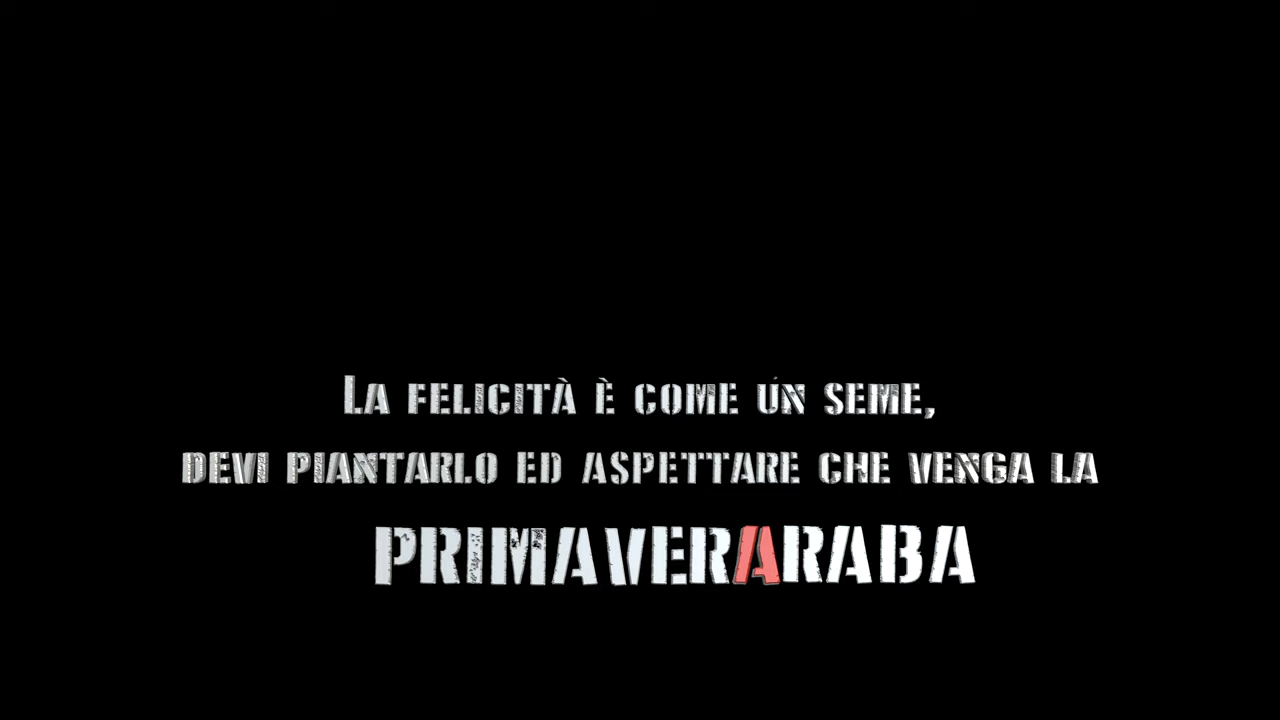 La felicità è come un seme,
devi piantarlo ed aspettare che venga la
PRIMAVERARABA